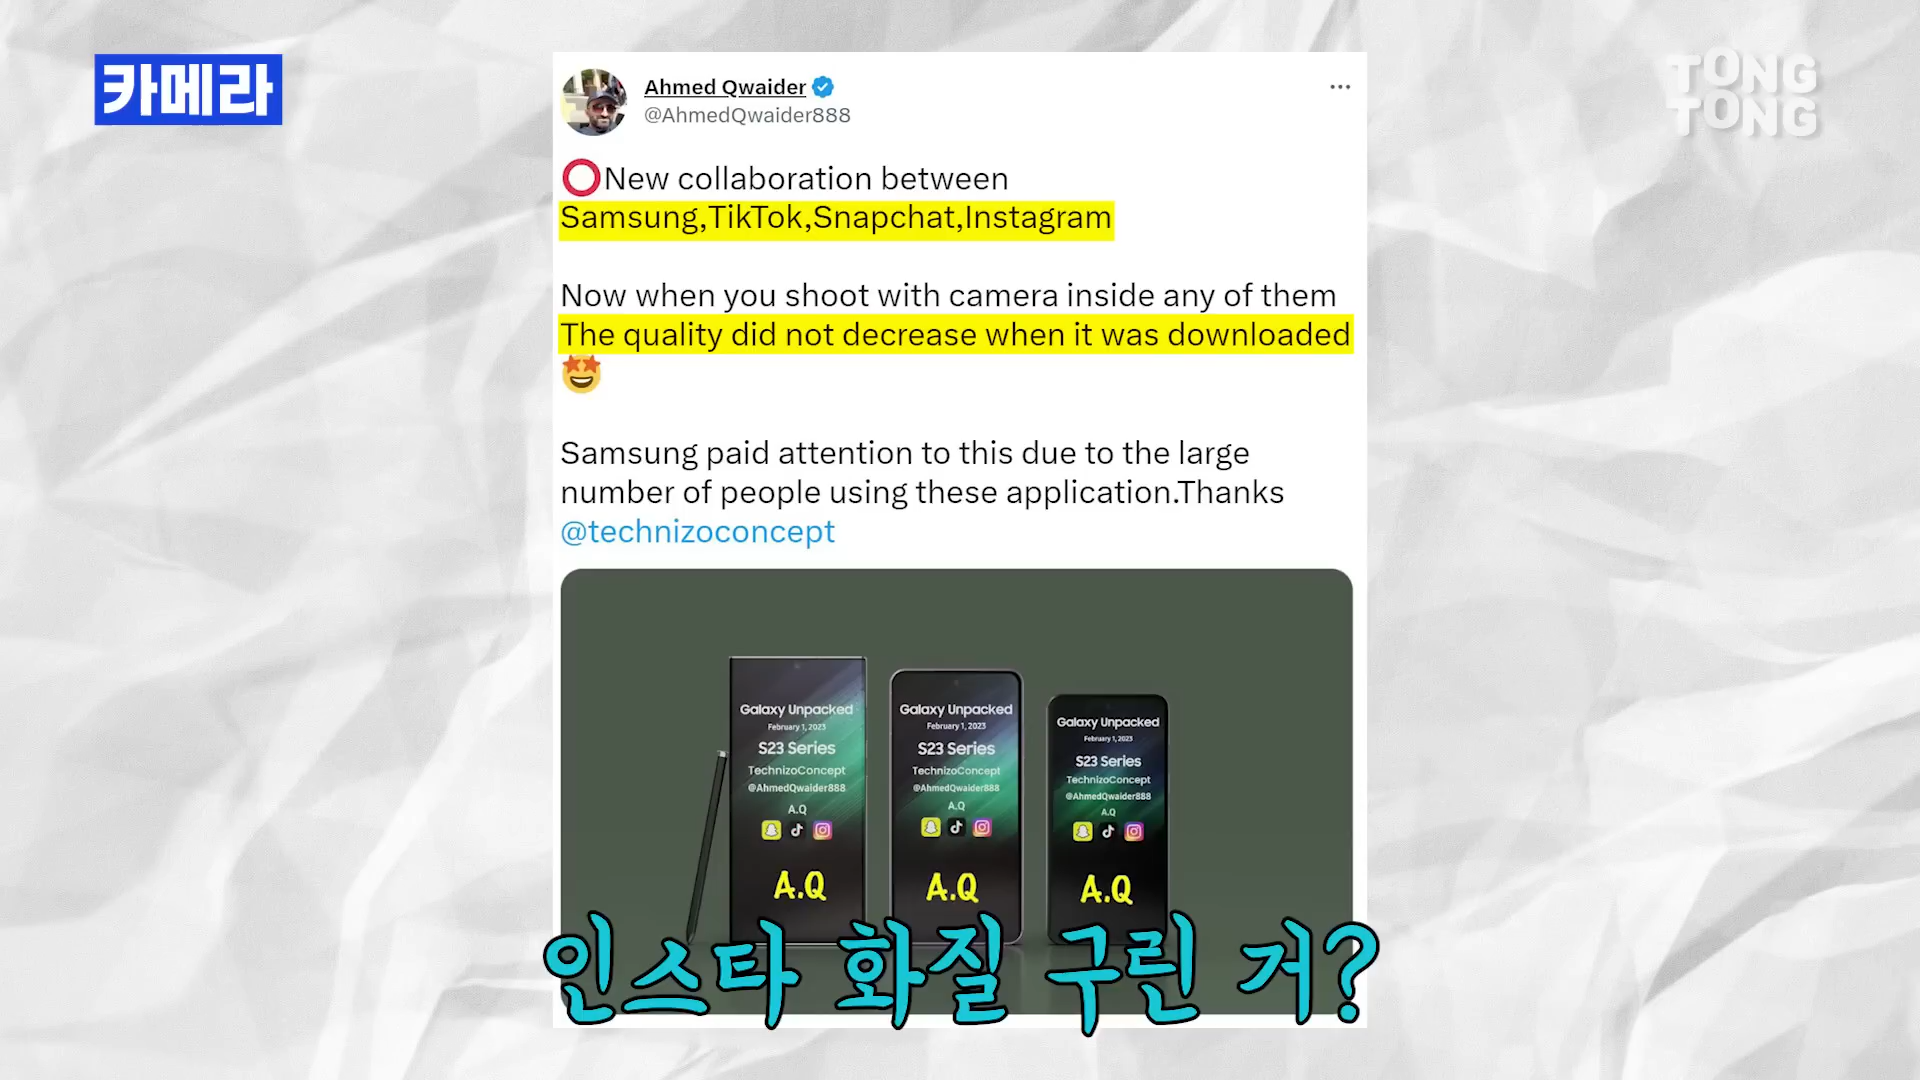 카메라
TONG
TONG
Ahmed Qwaider
@AhmedQwaider888
⭕New collaboration between
Samsung,TikTok,Snapchat,Instagram
Now when you shoot with camera inside any of them
The quality did not decrease when it was downloaded
🤩
Samsung paid attention to this due to the large
number of people using these application.Thanks
@technizoconcept
Galaxy Unpacked
February 1, 2023
S23 Series
TechnizoConcept
@AhmedQwaider888
A.Q
A.Q
Galaxy Unpacked
February 1, 2023
S23 Series
TechnizoConcept
@AhmedQwaider888
A.Q
A.Q
Galaxy Unpacked
February 1, 2023
S23 Series
TechnizoConcept
@AhmedQwaider888
A.Q
A.Q
인스타 화질 구린 거?